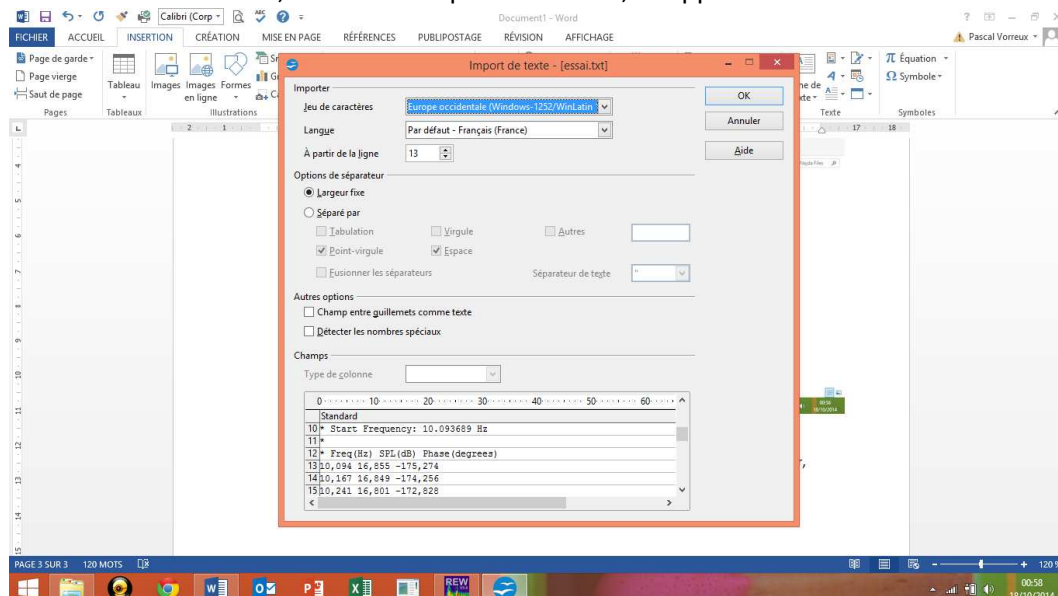 Calibri (Corp
Document1 - Word
FICHIER ACCUEIL INSERTION CRÉATION MISE EN PAGE RÉFÉRENCES PUBLIPOSTAGE RÉVISION AFFICHAGE
Pascal Vorreux
Page de garde
Page vierge
Saut de page
Pages
Tableau
Tableaux
Images
Images en ligne
Formes
Illustrations
Texte
π Équation
Ω Symbole
Symboles
Import de texte - [essai.txt]
Importer
Jeu de caractères Europe occidentale (Windows-1252/WinLatin
Langue Par défaut - Français (France)
À partir de la ligne 13
OK
Annuler
Aide
Options de séparateur
Largeur fixe
Séparé par
Tabulation Virgule Autres
Point-virgule Espace
Fusionner les séparateurs Séparateur de texte "
Autres options
Champ entre guillemets comme texte
Détecter les nombres spéciaux
Champs
Type de colonne
0 10 20 30 40 50 60
Standard
10 * Start Frequency: 10.093689 Hz
11 *
12 * Freq(Hz) SPL(dB) Phase(degrees)
13 10,094 16,855 -175,274
14 10,167 16,849 -174,256
15 10,241 16,801 -172,828
PAGE 3 SUR 3 120 MOTS
120 %
REW
00:58
18/10/2014